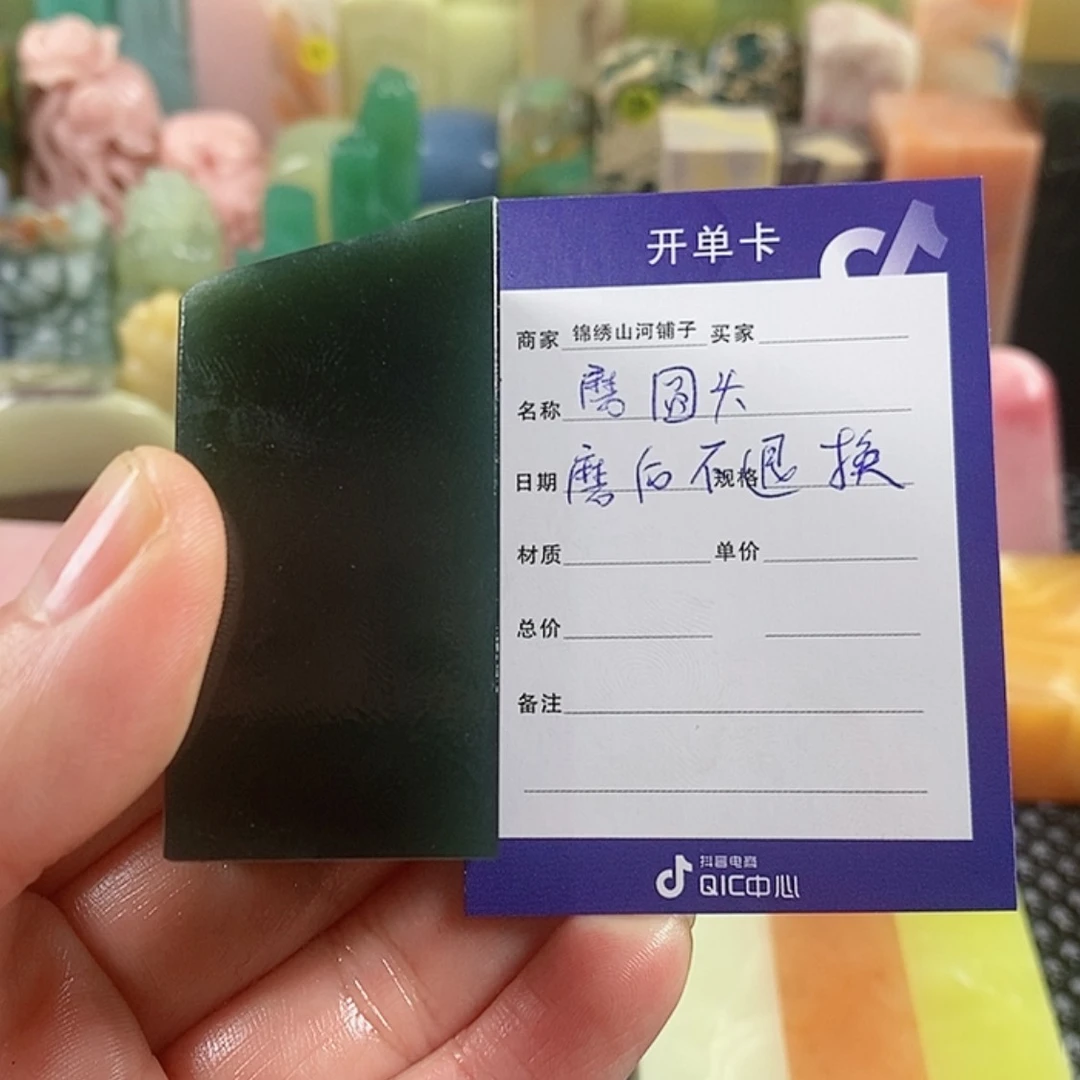 开单卡
商家 锦绣山河铺子 买家
名称 磨圆头
日期 磨后不退换 规格
材质 单价
总价
备注
抖音电商
QIC中心